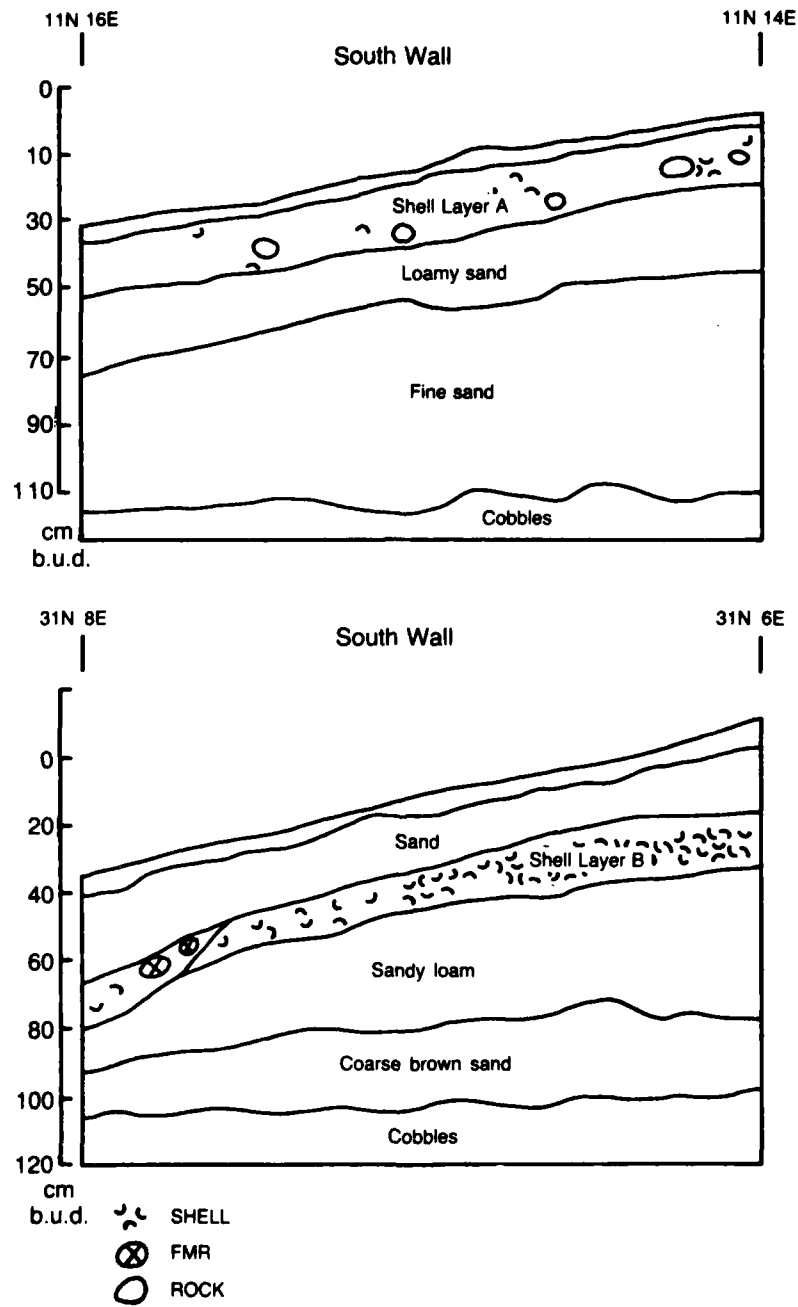 11N 16E
11N 14E
South Wall
0
10
Shell Layer A
30
Loamy sand
50
70
Fine sand
90
110
Cobbles
cm
b.u.d.
31N 8E
31N 6E
South Wall
0
20
Sand
Shell Layer B
40
60
Sandy loam
80
Coarse brown sand
100
Cobbles
120
cm
b.u.d.
SHELL
FMR
ROCK